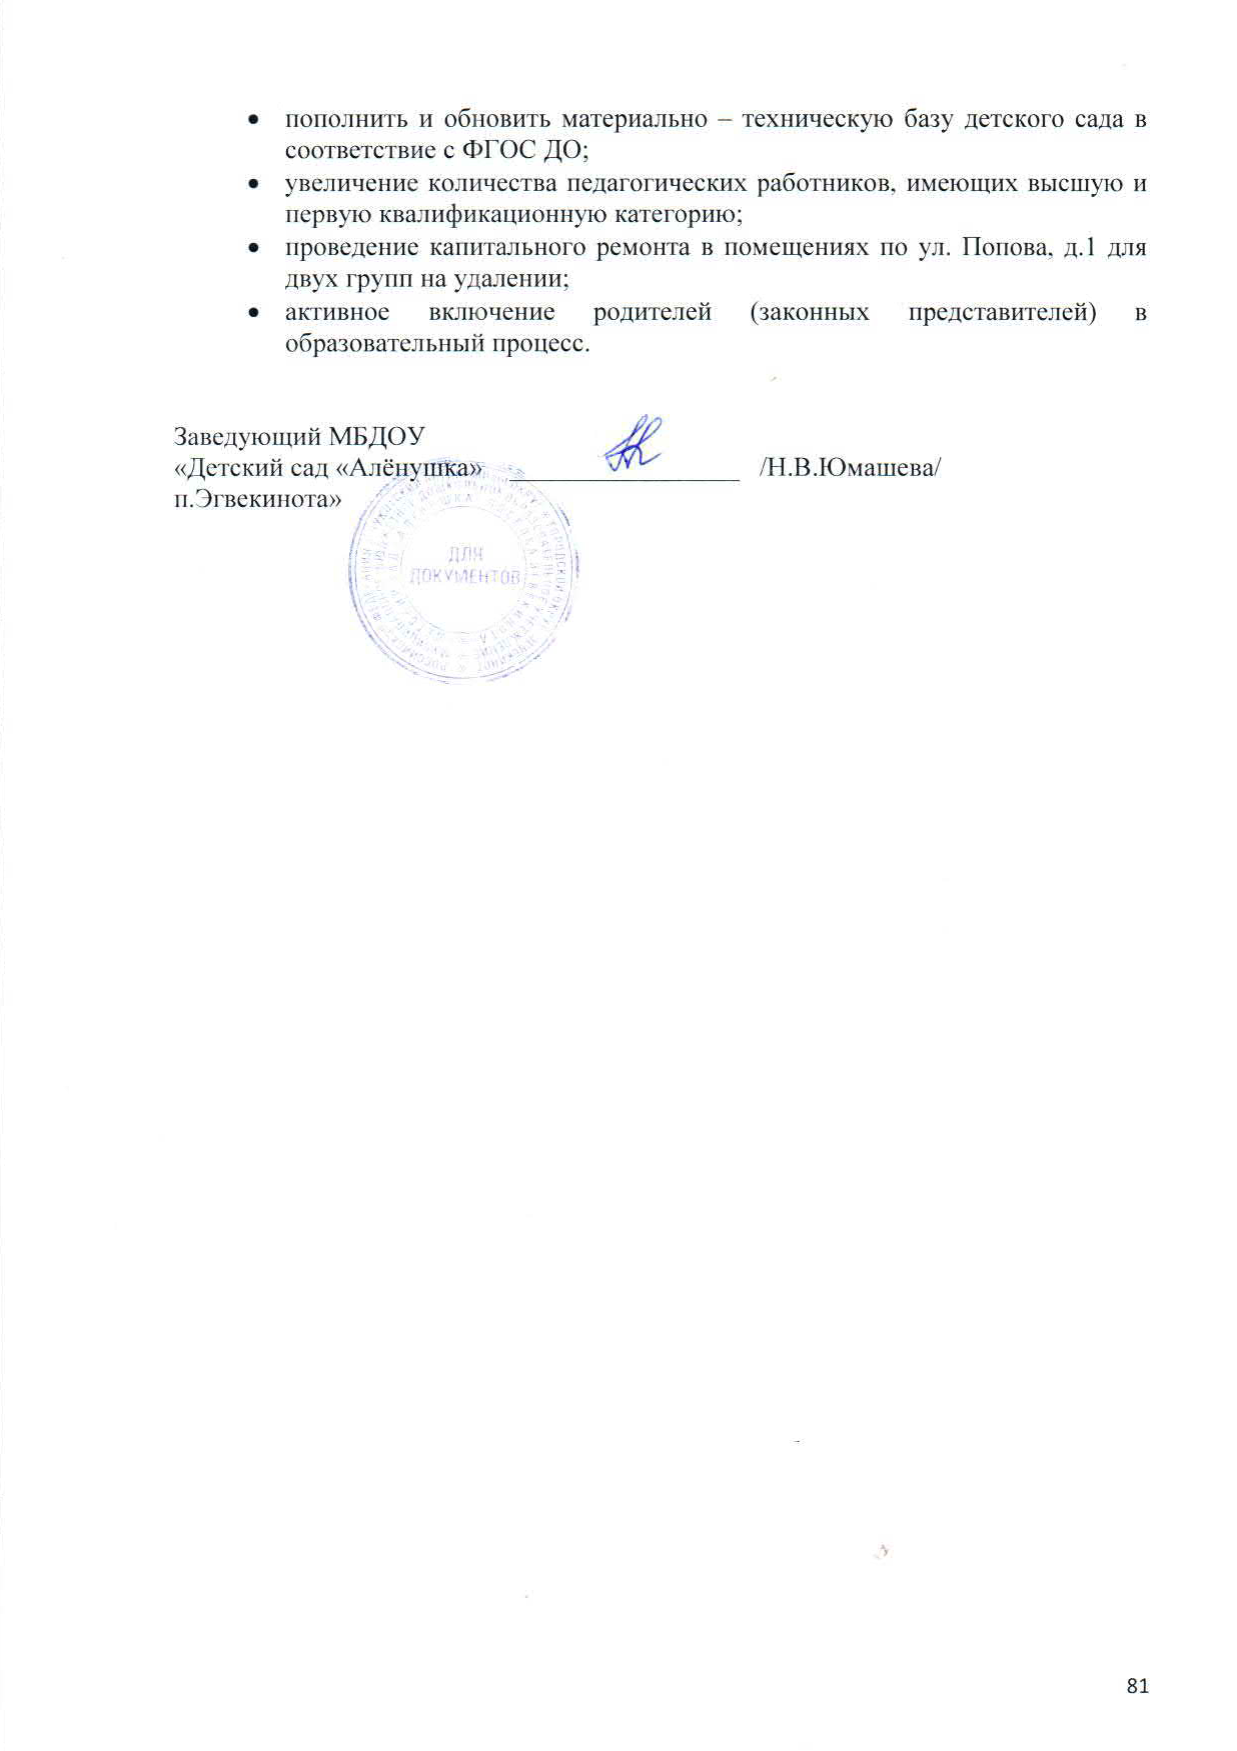 • пополнить и обновить материально – техническую базу детского сада в
соответствие с ФГОС ДО;
• увеличение количества педагогических работников, имеющих высшую и
первую квалификационную категорию;
• проведение капитального ремонта в помещениях по ул. Попова, д.1 для
двух групп на удалении;
• активное включение родителей (законных представителей) в
образовательный процесс.
Заведующий МБДОУ
«Детский сад «Алёнушка» _________________ /Н.В.Юмашева/
п.Эгвекинота»
ДЛЯ
ДОКУМЕНТОВ
81